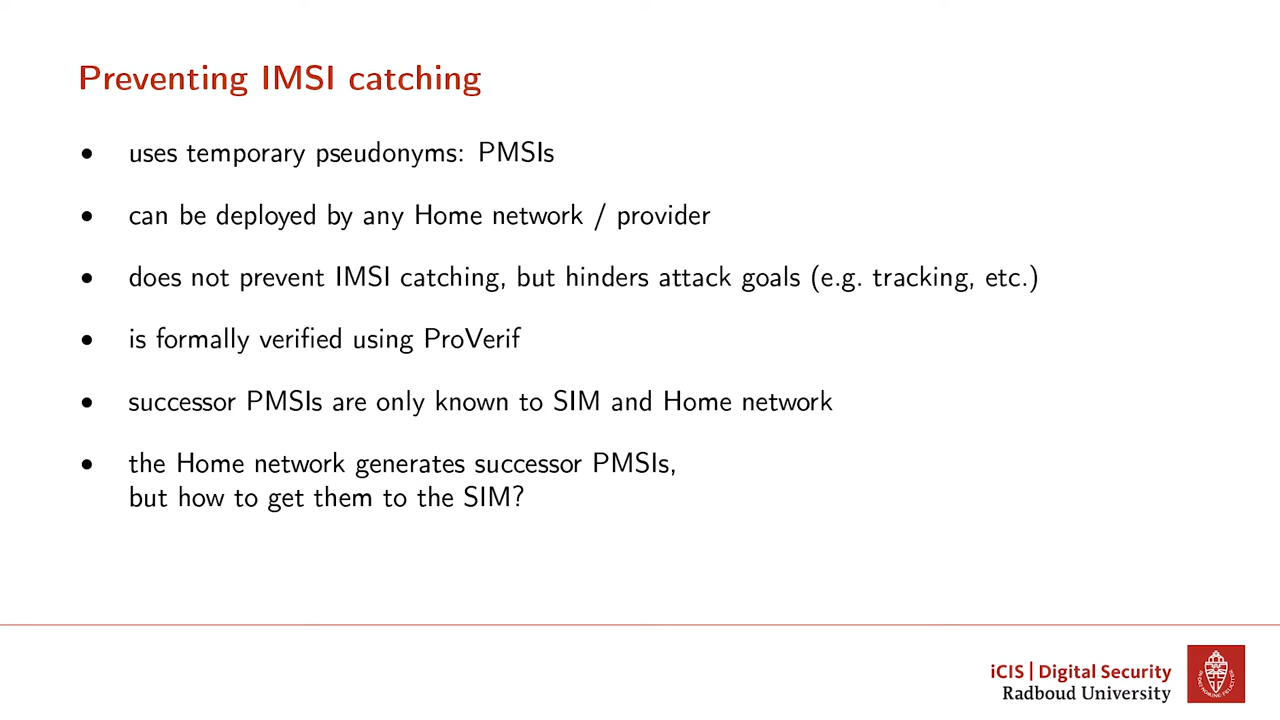 Preventing IMSI catching
• uses temporary pseudonyms: PMSIs
• can be deployed by any Home network / provider
• does not prevent IMSI catching, but hinders attack goals (e.g. tracking, etc.)
• is formally verified using ProVerif
• successor PMSIs are only known to SIM and Home network
• the Home network generates successor PMSIs,
but how to get them to the SIM?
iCIS | Digital Security
Radboud University